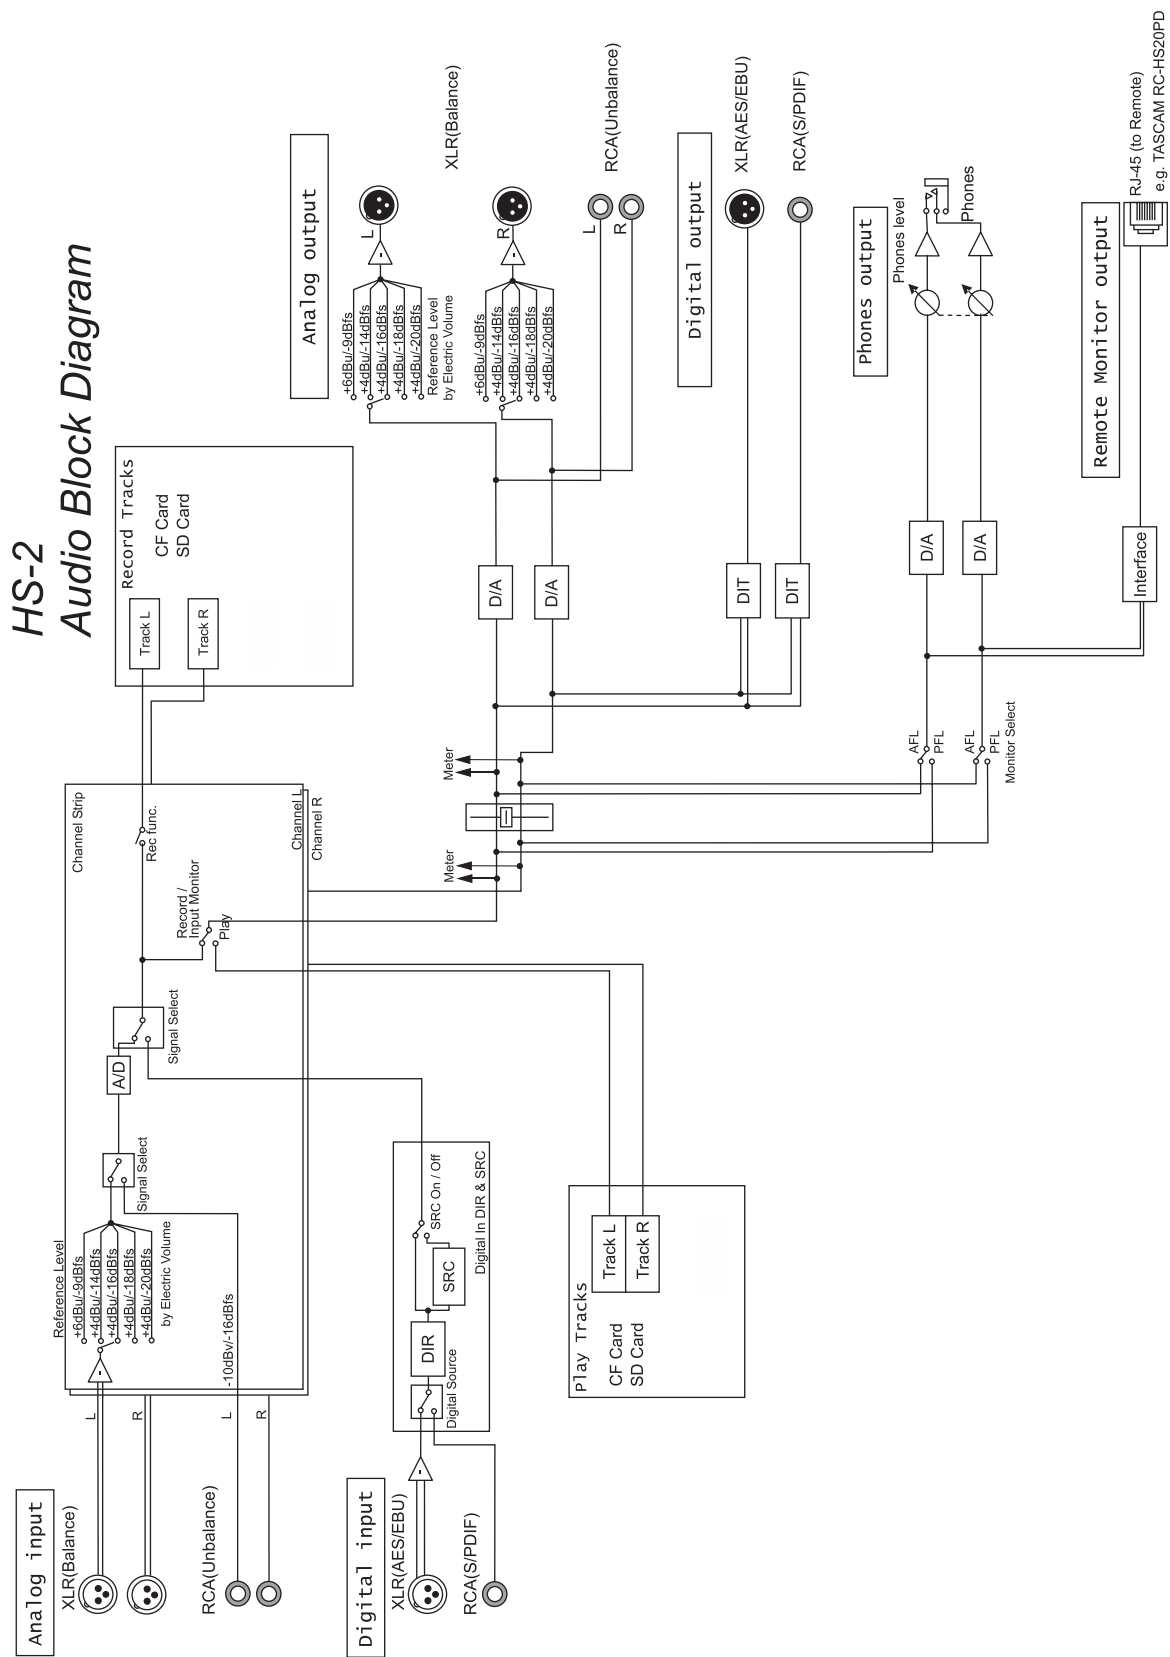 HS-2
Audio Block Diagram
Analog input
XLR(Balance)
L
R
RCA(Unbalance)
L
R
-10dBv/-16dBfs
Reference Level
+6dBu/-9dBfs
+4dBu/-14dBfs
+4dBu/-16dBfs
+4dBu/-18dBfs
+4dBu/-20dBfs
by Electric Volume
Signal Select
A/D
Signal Select
Channel Strip
Rec func.
Record /
Input Monitor
Play
Channel L
Channel R
Record Tracks
Track L
Track R
CF Card
SD Card
Digital input
XLR(AES/EBU)
RCA(S/PDIF)
Digital Source
DIR
SRC
SRC On / Off
Digital In DIR & SRC
Play Tracks
CF Card
SD Card
Track L
Track R
Meter
Meter
D/A
D/A
Analog output
+6dBu/-9dBfs
+4dBu/-14dBfs
+4dBu/-16dBfs
+4dBu/-18dBfs
+4dBu/-20dBfs
Reference Level
by Electric Volume
L
XLR(Balance)
+6dBu/-9dBfs
+4dBu/-14dBfs
+4dBu/-16dBfs
+4dBu/-18dBfs
+4dBu/-20dBfs
R
L
R
RCA(Unbalance)
Digital output
DIT
DIT
XLR(AES/EBU)
RCA(S/PDIF)
AFL
PFL
AFL
PFL
Monitor Select
D/A
D/A
Phones output
Phones level
Phones
Remote Monitor output
Interface
RJ-45 (to Remote)
e.g. TASCAM RC-HS20PD